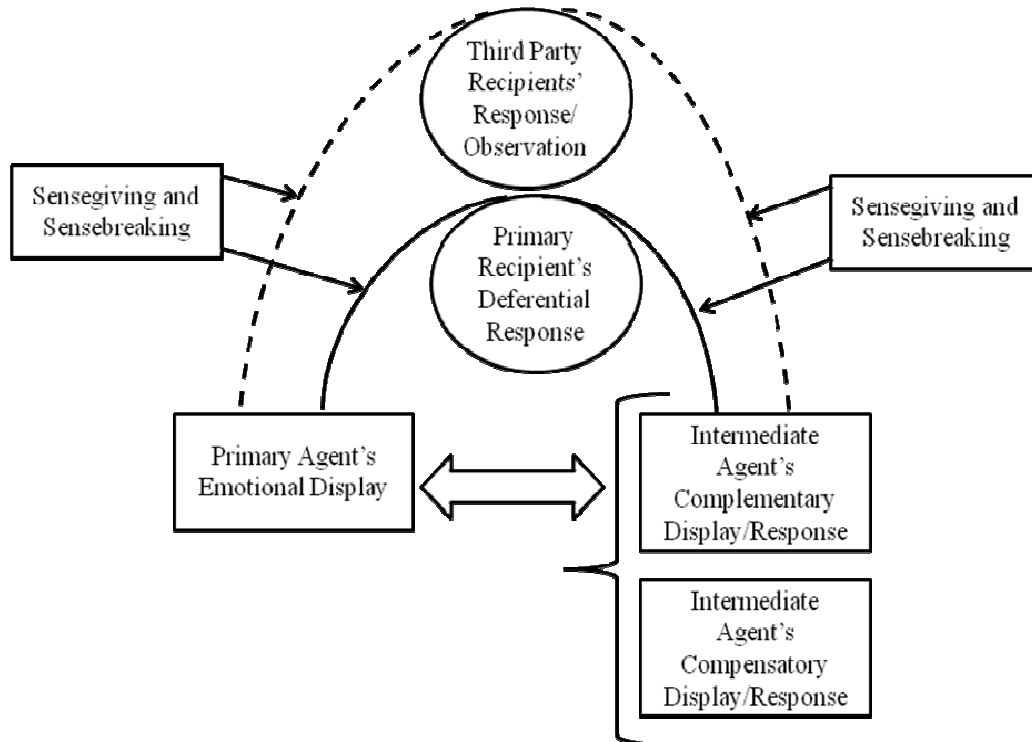 Third Party
Recipients'
Response/
Observation
Sensegiving and
Sensebreaking
Sensegiving and
Sensebreaking
Primary
Recipient's
Deferential
Response
Primary Agent's
Emotional Display
Intermediate
Agent's
Complementary
Display/Response
Intermediate
Agent's
Compensatory
Display/Response